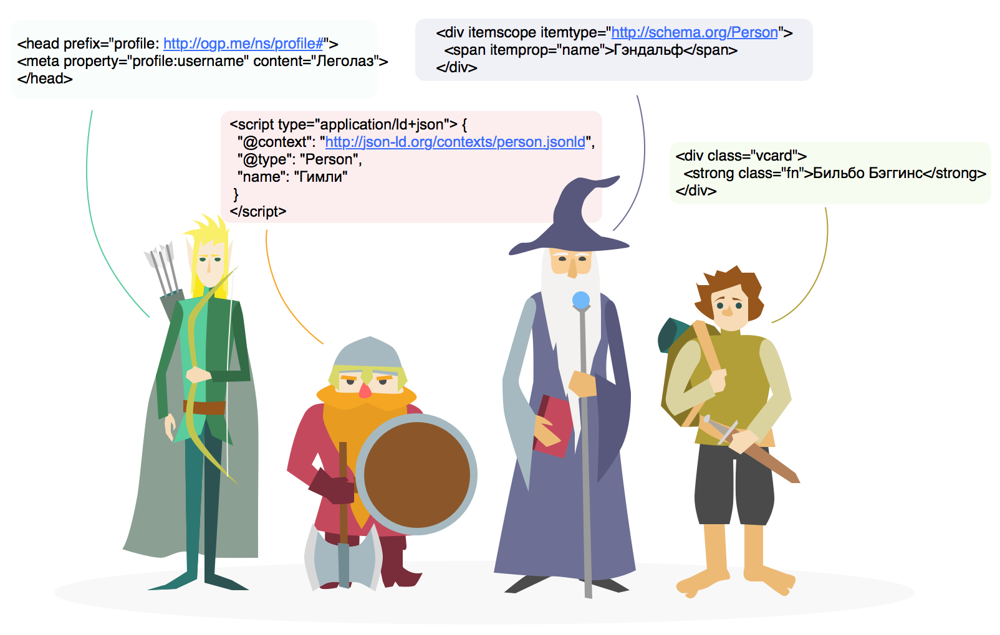 <head prefix="profile: http://ogp.me/ns/profile#">
<meta property="profile:username" content="Леголаз">
</head>
<script type="application/ld+json"> {
"@context": "http://json-ld.org/contexts/person.jsonld",
"@type": "Person",
"name": "Гимли"
}
</script>
<div itemscope itemtype="http://schema.org/Person">
<span itemprop="name">Гэндальф</span>
</div>
<div class="vcard">
<strong class="fn">Бильбо Бэггинс</strong>
</div>